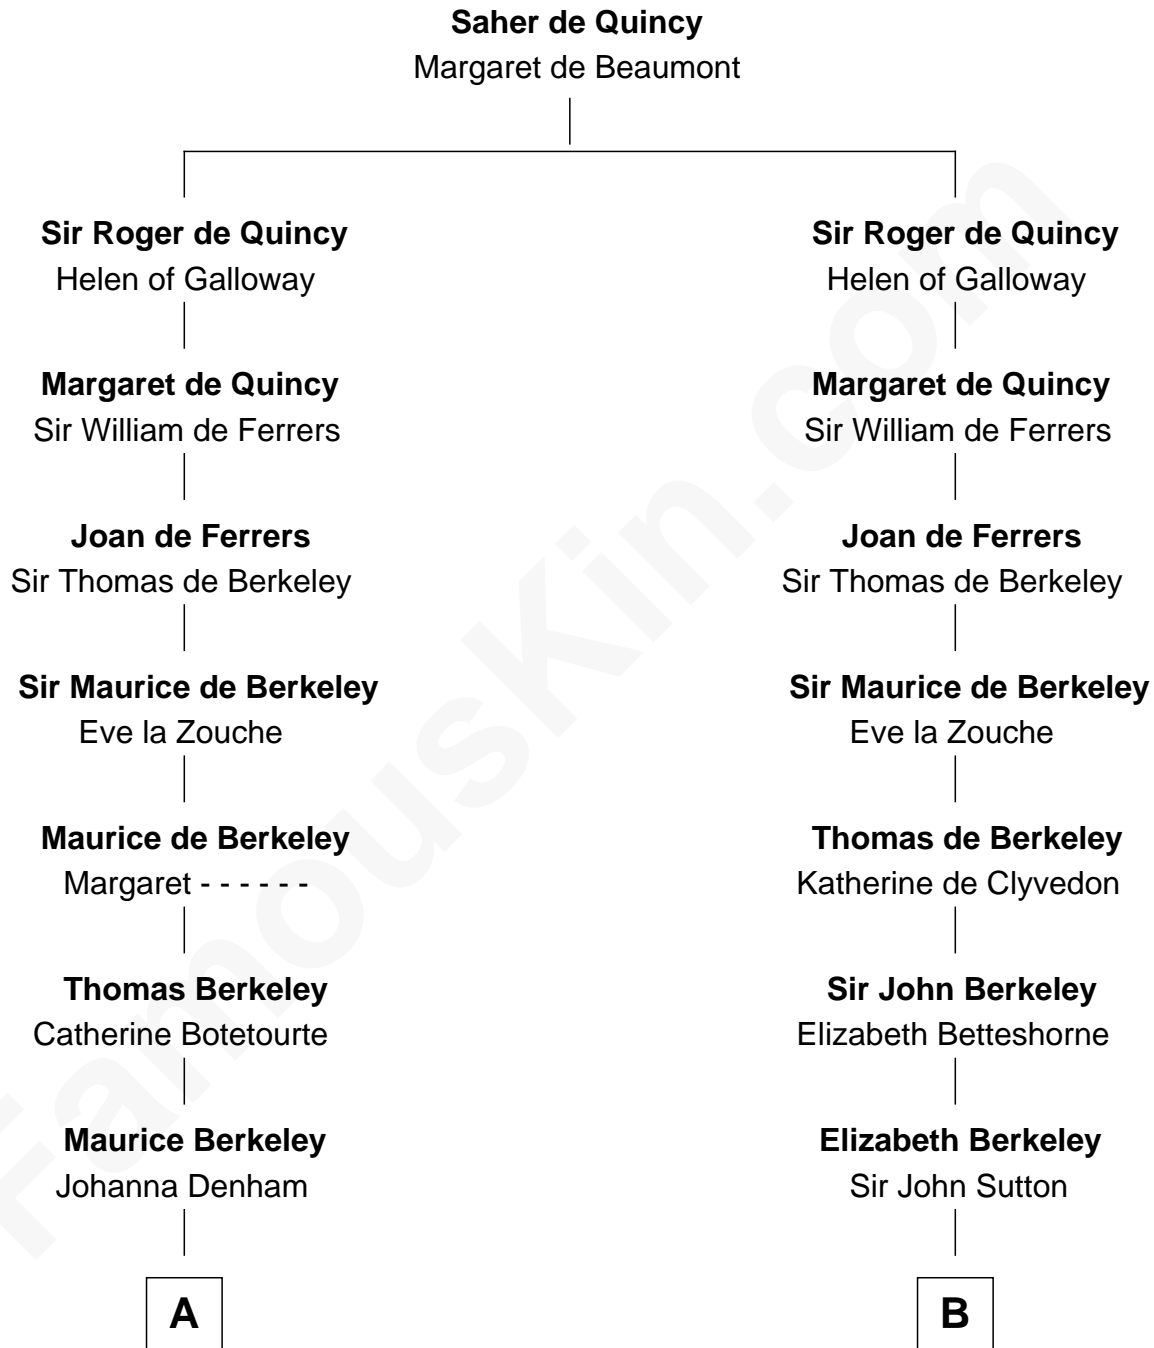 Saher de Quincy
Margaret de Beaumont
Sir Roger de Quincy
Helen of Galloway
Margaret de Quincy
Sir William de Ferrers
Joan de Ferrers
Sir Thomas de Berkeley
Sir Maurice de Berkeley
Eve la Zouche
Maurice de Berkeley
Margaret - - - - - -
Thomas Berkeley
Catherine Botetourte
Maurice Berkeley
Johanna Denham
A
Sir Roger de Quincy
Helen of Galloway
Margaret de Quincy
Sir William de Ferrers
Joan de Ferrers
Sir Thomas de Berkeley
Sir Maurice de Berkeley
Eve la Zouche
Thomas de Berkeley
Katherine de Clyvedon
Sir John Berkeley
Elizabeth Betteshorne
Elizabeth Berkeley
Sir John Sutton
B
FamousKin.com